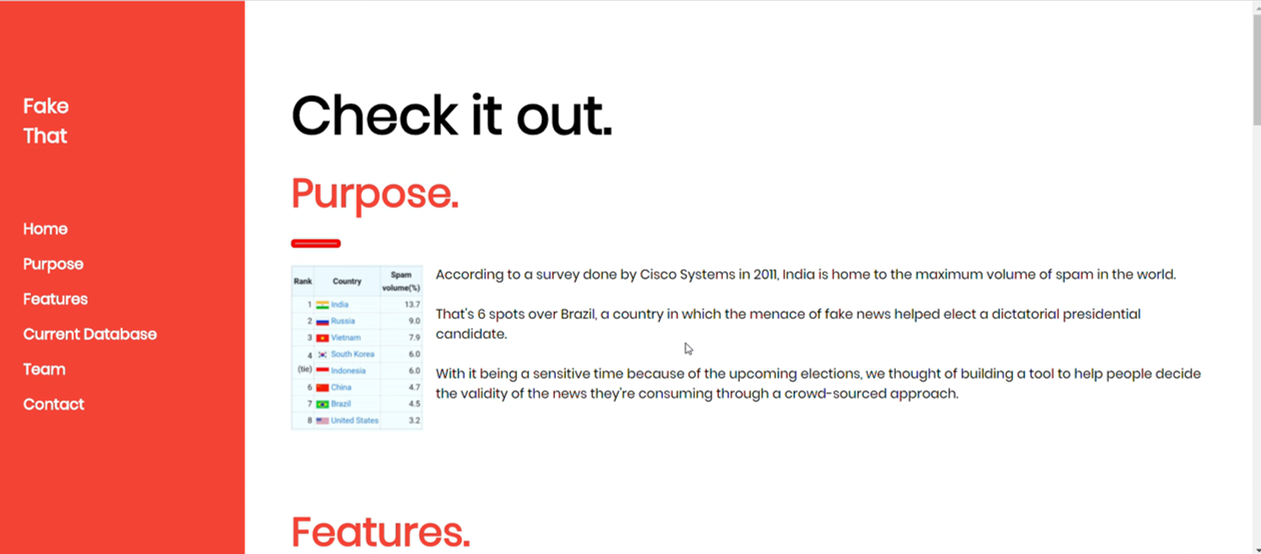 Fake
That
Home
Purpose
Features
Current Database
Team
Contact
Check it out.
Purpose.
Rank Country Spam volume(%)
1 India 13.7
2 Russia 9.0
3 Vietnam 7.9
4 South Korea 6.0
(tie) Indonesia 6.0
6 China 4.7
7 Brazil 4.5
8 United States 3.2
According to a survey done by Cisco Systems in 2011, India is home to the maximum volume of spam in the world.
That's 6 spots over Brazil, a country in which the menace of fake news helped elect a dictatorial presidential
candidate.
With it being a sensitive time because of the upcoming elections, we thought of building a tool to help people decide
the validity of the news they're consuming through a crowd-sourced approach.
Features.